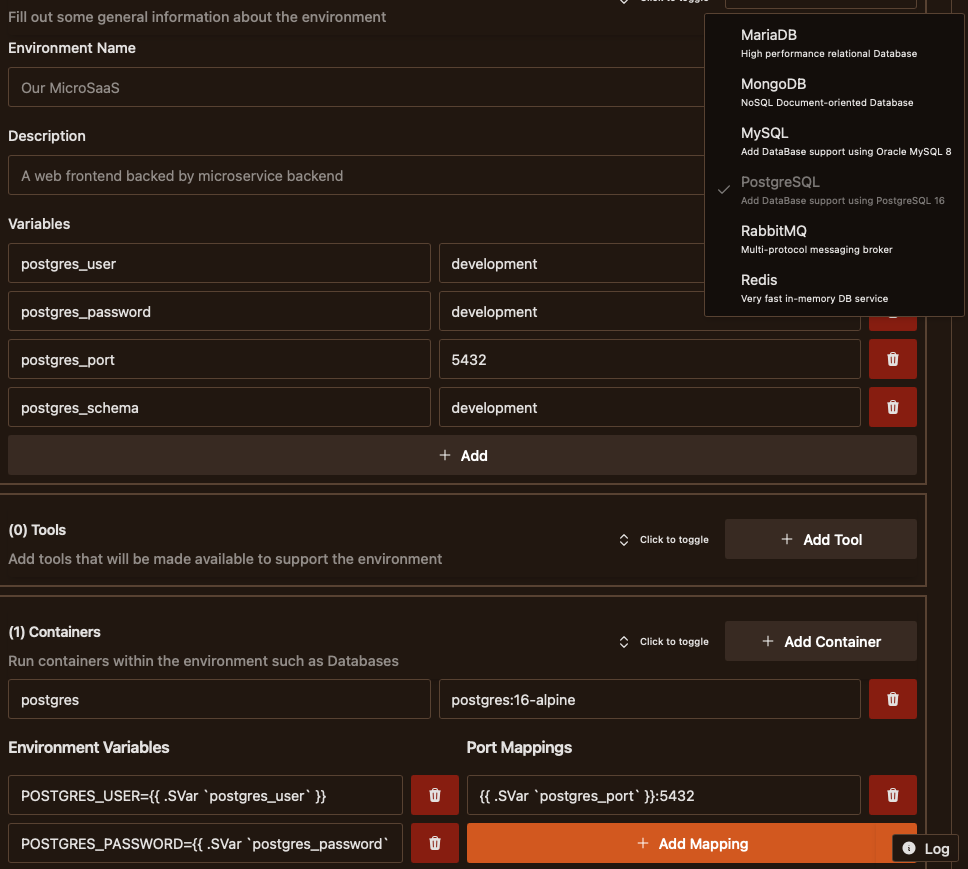 Click to toggle
Fill out some general information about the environment
Environment Name
Our MicroSaaS
Description
A web frontend backed by microservice backend
MariaDB
High performance relational Database
MongoDB
NoSQL Document-oriented Database
MySQL
Add DataBase support using Oracle MySQL 8
PostgreSQL
Add DataBase support using PostgreSQL 16
RabbitMQ
Multi-protocol messaging broker
Redis
Very fast in-memory DB service
Variables
postgres_user development
postgres_password development
postgres_port 5432
postgres_schema development
+ Add
(0) Tools
Add tools that will be made available to support the environment
Click to toggle
+ Add Tool
(1) Containers
Run containers within the environment such as Databases
Click to toggle
+ Add Container
postgres postgres:16-alpine
Environment Variables Port Mappings
POSTGRES_USER={{ .SVar `postgres_user` }} {{ .SVar `postgres_port` }}:5432
POSTGRES_PASSWORD={{ .SVar `postgres_password` + Add Mapping
Log